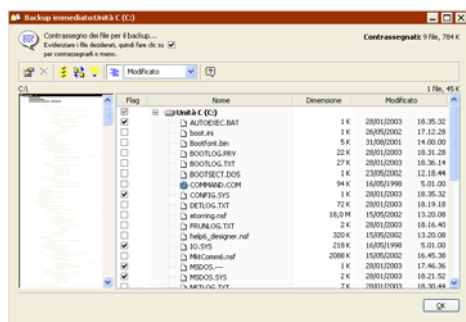 Backup immediato:Unità C (C:)
Contrassegno dei file per il backup...
Evidenziare i file desiderati, quindi fare clic su
per contrassegnarli o meno.
Contrassegnati: 9 file, 784 K
Modificato
C:\ 1 file, 45 K
Flag Nome Dimensione Modificato
Unità C (C:)
AUTOEXEC.BAT 1 K 28/01/2003 18.35.32
boot.ini 1 K 26/05/2002 17.12.28
Bootfont.bin 5 K 31/08/2001 14.00.00
BOOTLOG.PRV 22 K 28/01/2003 18.31.28
BOOTLOG.TXT 27 K 28/01/2003 18.36.14
BOOTSECT.DOS 1 K 23/05/2002 12.18.44
COMMAND.COM 94 K 16/05/1998 5.01.00
CONFIG.SYS 1 K 28/01/2003 18.35.32
DETLOG.TXT 72 K 28/01/2003 18.19.18
etorring.nsf 18,0 M 15/05/2002 13.20.08
FRUNLOG.TXT 2 K 28/01/2003 18.16.40
help6_designer.nsf 320 K 15/05/2002 13.20.08
IO.SYS 218 K 16/05/1998 5.01.00
MktComm6.nsf 2088 K 15/05/2002 16.45.38
MSDOS.--- 1 K 28/01/2003 17.46.36
MSDOS.SYS 2 K 28/01/2003 18.21.52
NETLOG.TXT 7 K 28/01/2003 18.30.44
OK